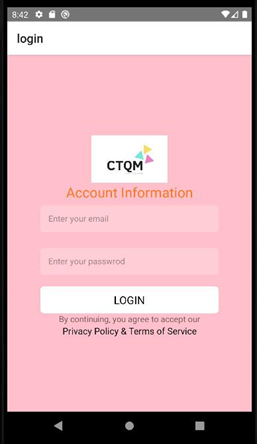 8:42
login
CTQM
Account Information
Enter your email
Enter your passwrod
LOGIN
By continuing, you agree to accept our
Privacy Policy & Terms of Service